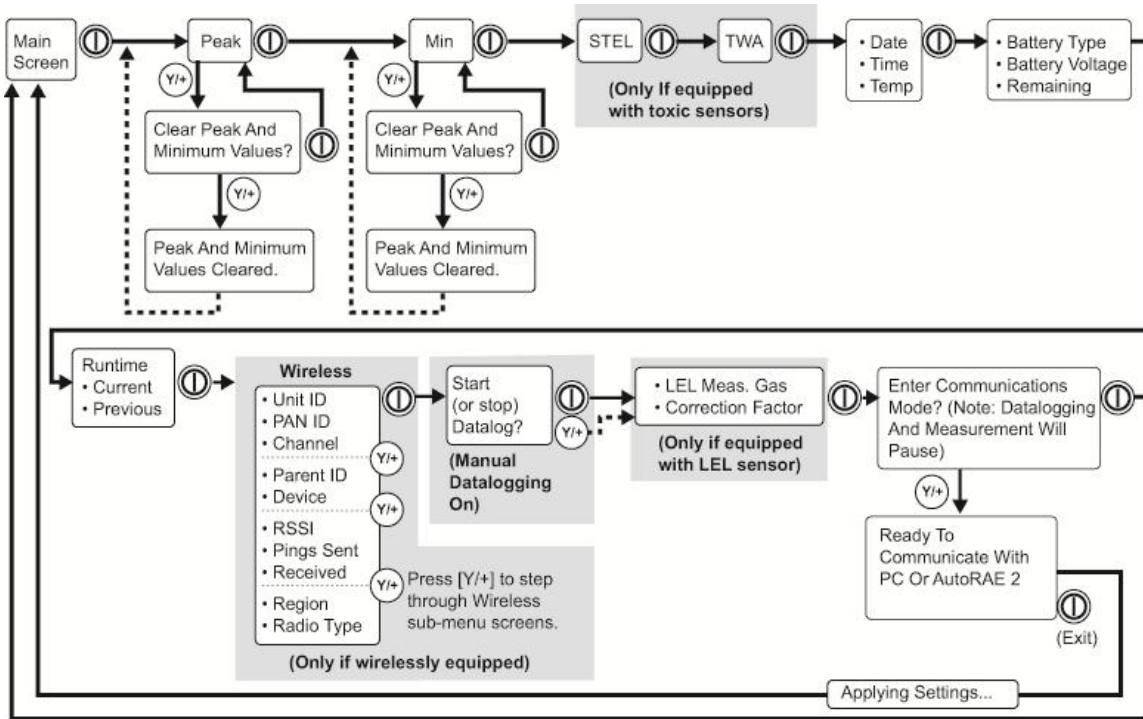 Main
Screen
Peak
Min
STEL
TWA
• Date
• Time
• Temp
• Battery Type
• Battery Voltage
• Remaining
(Only If equipped
with toxic sensors)
Y/+
Y/+
Clear Peak And
Minimum Values?
Clear Peak And
Minimum Values?
Y/+
Y/+
Peak And Minimum
Values Cleared.
Peak And Minimum
Values Cleared.
Runtime
• Current
• Previous
Wireless
• Unit ID
• PAN ID
• Channel
Y/+
• Parent ID
• Device
Y/+
• RSSI
• Pings Sent
• Received
Y/+
• Region
• Radio Type
Press [Y/+] to step
through Wireless
sub-menu screens.
(Only if wirelessly equipped)
Start
(or stop)
Datalog?
Y/+
(Manual
Datalogging
On)
• LEL Meas. Gas
• Correction Factor
(Only if equipped
with LEL sensor)
Enter Communications
Mode? (Note: Datalogging
And Measurement Will
Pause)
Y/+
Ready To
Communicate With
PC Or AutoRAE 2
(Exit)
Applying Settings...